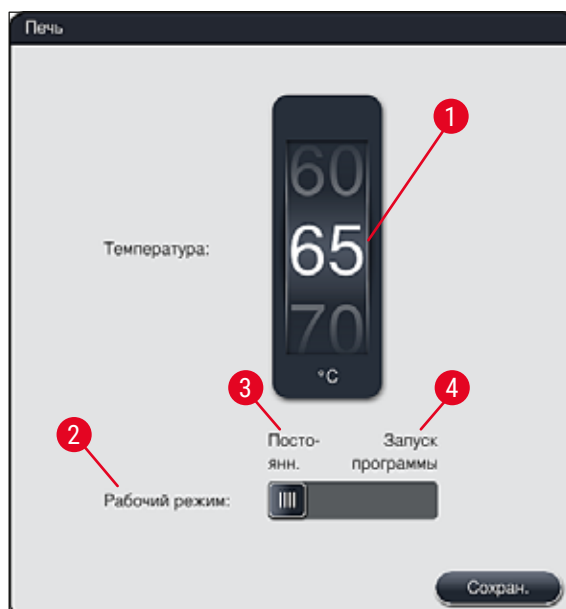 Печь
1
60
Температура:
65
70
°C
3
4
Посто-
янн.
Запуск
программы
2
Рабочий режим:
Сохран.